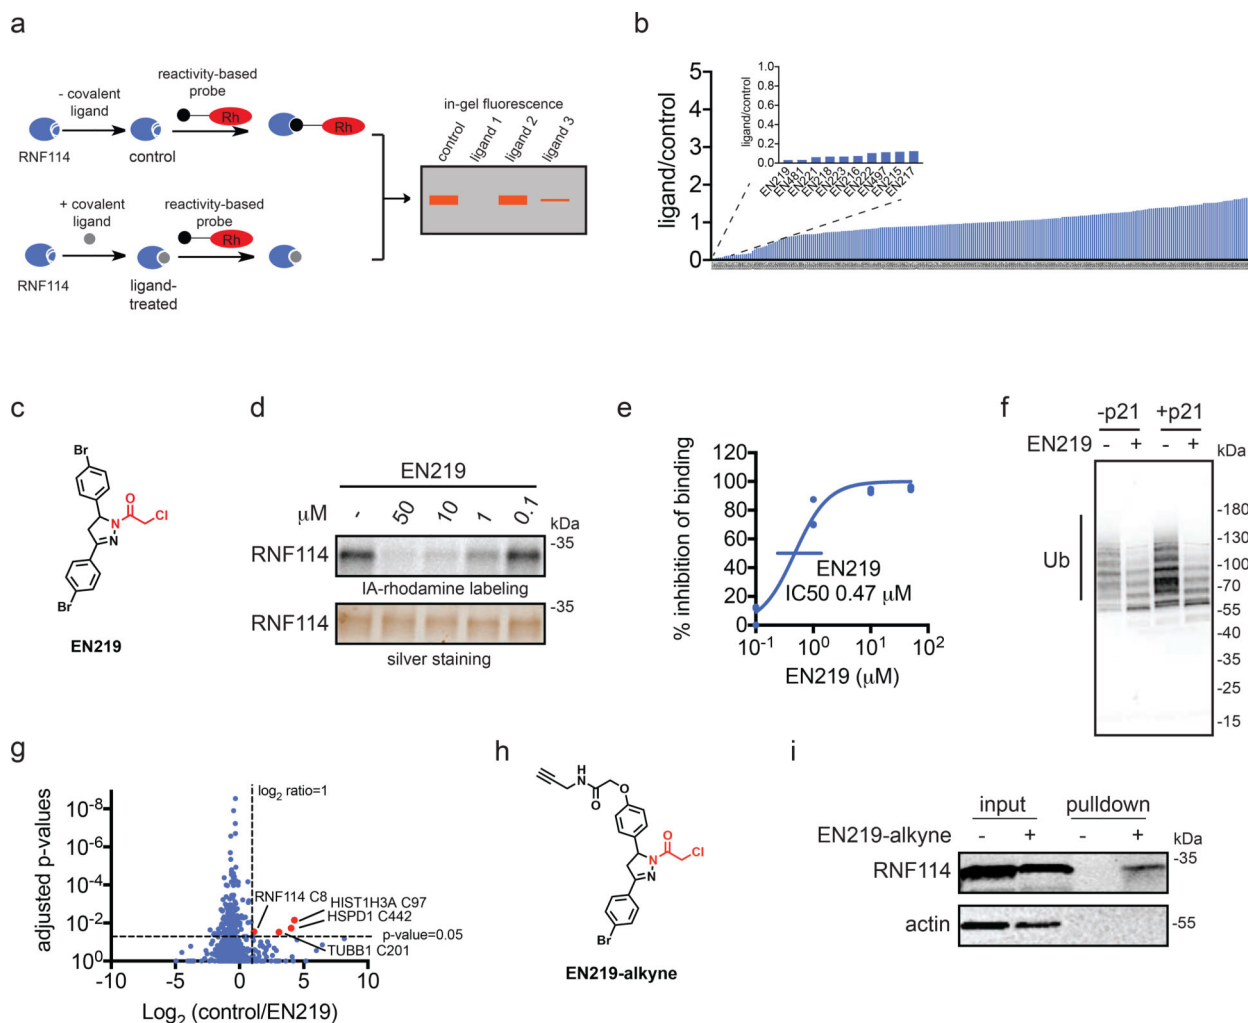 a
- covalent
ligand
reactivity-based
probe
Rh
Rh
RNF114
control
+ covalent
ligand
reactivity-based
probe
Rh
RNF114
ligand-
treated
in-gel fluorescence
control
ligand 1
ligand 2
ligand 3
b
ligand/control
5
4
3
2
1
0
ligand/control
1.0
0.8
0.6
0.4
0.2
0.0
EN219
EN481
EN221
EN218
EN223
EN216
EN222
EN497
EN215
EN217
c
Br
O
Cl
N
N
Br
EN219
d
EN219
μM - 50 10 1 0.1 kDa
RNF114 -35
IA-rhodamine labeling
RNF114 -35
silver staining
e
% inhibition of binding
120
100
80
60
40
20
0
EN219
IC50 0.47 μM
10-1 100 101 102
EN219 (μM)
f
-p21 +p21
EN219 - + - + kDa
Ub
-180
-130
-100
-70
-55
-40
-35
-25
-15
g
adjusted p-values
10-8
10-6
10-4
10-2
100
log2 ratio=1
RNF114 C8
HIST1H3A C97
HSPD1 C442
p-value=0.05
TUBB1 C201
-10 -5 0 5 10
Log2 (control/EN219)
h
H
N
O
O
O
Cl
N
N
Br
EN219-alkyne
i
input pulldown
EN219-alkyne - + - + kDa
RNF114 -35
actin -55